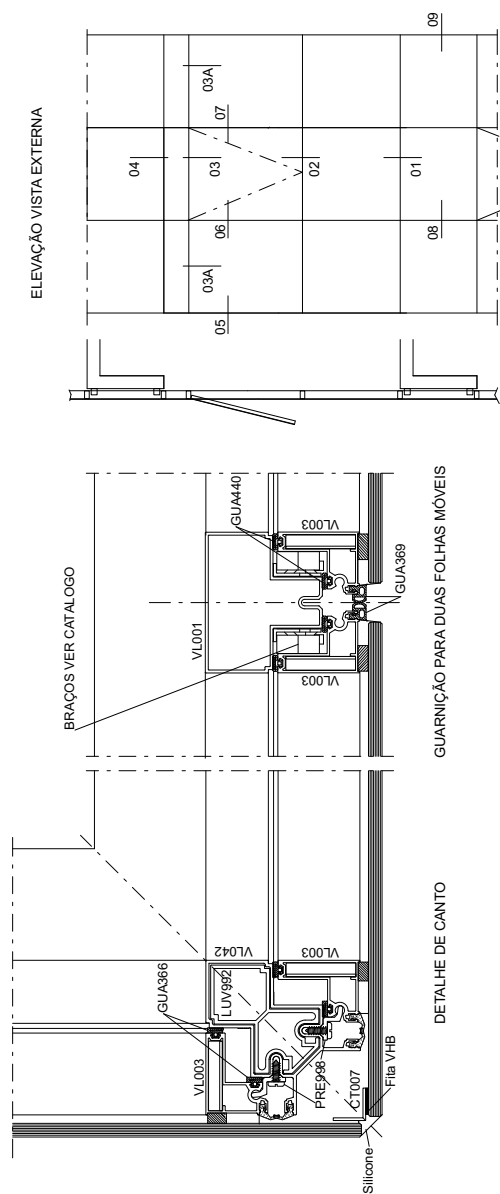 ELEVAÇÃO VISTA EXTERNA
04
03A
03
07
02
06
03A
05
01
09
08
BRAÇOS VER CATALOGO
GUA440
VL001
VL003
VL003
GUA369
GUARNIÇÃO PARA DUAS FOLHAS MÓVEIS
GUA366
VL042
LUV992
VL003
VL003
PRE998
CT007
Fita VHB
Silicone
DETALHE DE CANTO